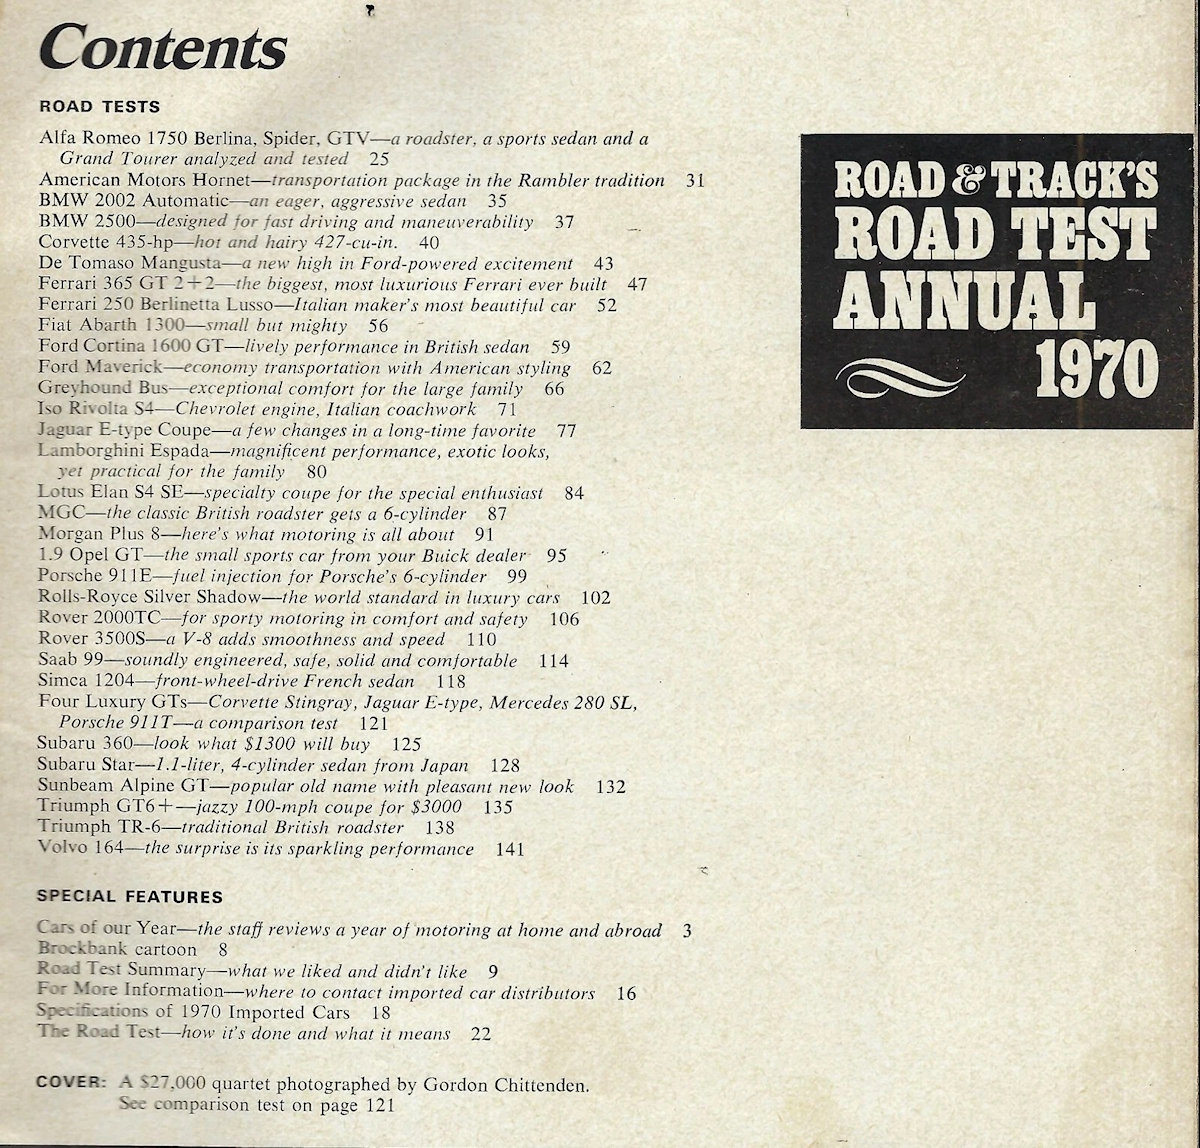 Contents
ROAD TESTS
Alfa Romeo 1750 Berlina, Spider, GTV—a roadster, a sports sedan and a
Grand Tourer analyzed and tested 25
American Motors Hornet—transportation package in the Rambler tradition 31
BMW 2002 Automatic—an eager, aggressive sedan 35
BMW 2500—designed for fast driving and maneuverability 37
Corvette 435-hp—hot and hairy 427-cu-in. 40
De Tomaso Mangusta—a new high in Ford-powered excitement 43
Ferrari 365 GT 2+2—the biggest, most luxurious Ferrari ever built 47
Ferrari 250 Berlinetta Lusso—Italian maker's most beautiful car 52
Fiat Abarth 1300—small but mighty 56
Ford Cortina 1600 GT—lively performance in British sedan 59
Ford Maverick—economy transportation with American styling 62
Greyhound Bus—exceptional comfort for the large family 66
Iso Rivolta S4—Chevrolet engine, Italian coachwork 71
Jaguar E-type Coupe—a few changes in a long-time favorite 77
Lamborghini Espada—magnificent performance, exotic looks,
yet practical for the family 80
Lotus Elan S4 SE—specialty coupe for the special enthusiast 84
MGC—the classic British roadster gets a 6-cylinder 87
Morgan Plus 8—here's what motoring is all about 91
1.9 Opel GT—the small sports car from your Buick dealer 95
Porsche 911E—fuel injection for Porsche's 6-cylinder 99
Rolls-Royce Silver Shadow—the world standard in luxury cars 102
Rover 2000TC—for sporty motoring in comfort and safety 106
Rover 3500S—a V-8 adds smoothness and speed 110
Saab 99—soundly engineered, safe, solid and comfortable 114
Simca 1204—front-wheel-drive French sedan 118
Four Luxury GTs—Corvette Stingray, Jaguar E-type, Mercedes 280 SL,
Porsche 911T—a comparison test 121
Subaru 360—look what $1300 will buy 125
Subaru Star—1.1-liter, 4-cylinder sedan from Japan 128
Sunbeam Alpine GT—popular old name with pleasant new look 132
Triumph GT6+—jazzy 100-mph coupe for $3000 135
Triumph TR-6—traditional British roadster 138
Volvo 164—the surprise is its sparkling performance 141
SPECIAL FEATURES
Cars of our Year—the staff reviews a year of motoring at home and abroad 3
Brockbank cartoon 8
Road Test Summary—what we liked and didn't like 9
For More Information—where to contact imported car distributors 16
Specifications of 1970 Imported Cars 18
The Road Test—how it's done and what it means 22
COVER: A $27,000 quartet photographed by Gordon Chittenden.
See comparison test on page 121
ROAD & TRACK'S
ROAD TEST
ANNUAL
1970